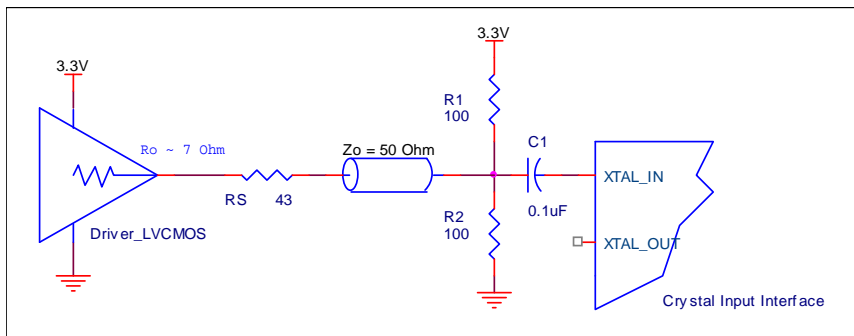 3.3V
3.3V
R1
100
Ro ~ 7 Ohm
Zo = 50 Ohm
C1
XTAL_IN
RS 43
R2
100
0.1uF
Driver_LVCMOS
XTAL_OUT
Crystal Input Interface